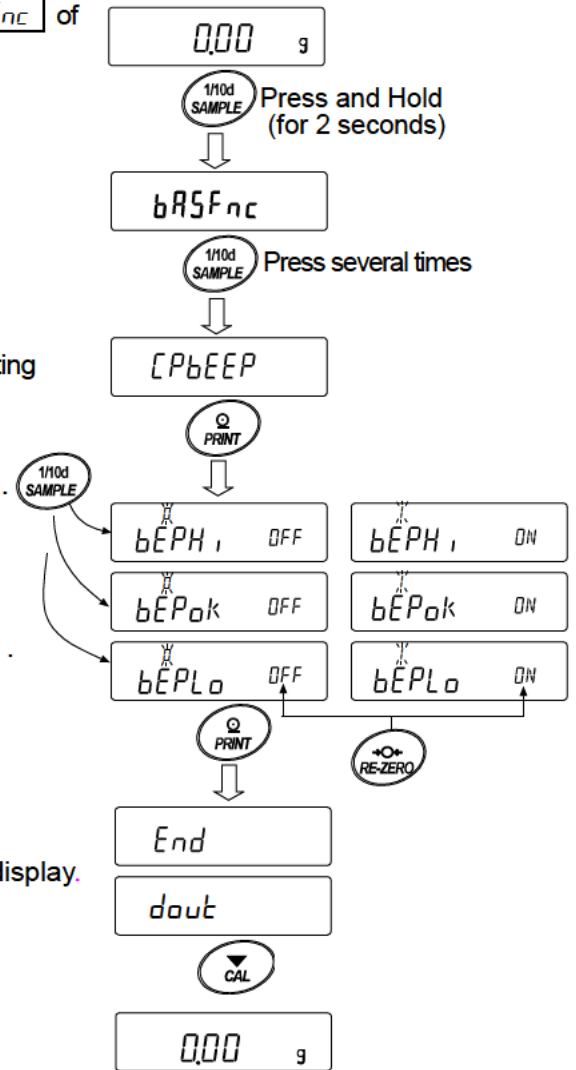 nc of
0.00 g
1/10d
SAMPLE
Press and Hold
(for 2 seconds)
bASFnc
1/10d
SAMPLE
Press several times
ting
CPbEEP
PRINT
.
1/10d
SAMPLE
bEPHi OFF
bEPHi ON
bEPok OFF
bEPok ON
.
bEPLo OFF
bEPLo ON
PRINT
→O←
RE-ZERO
End
display.
dout
CAL
0.00 g